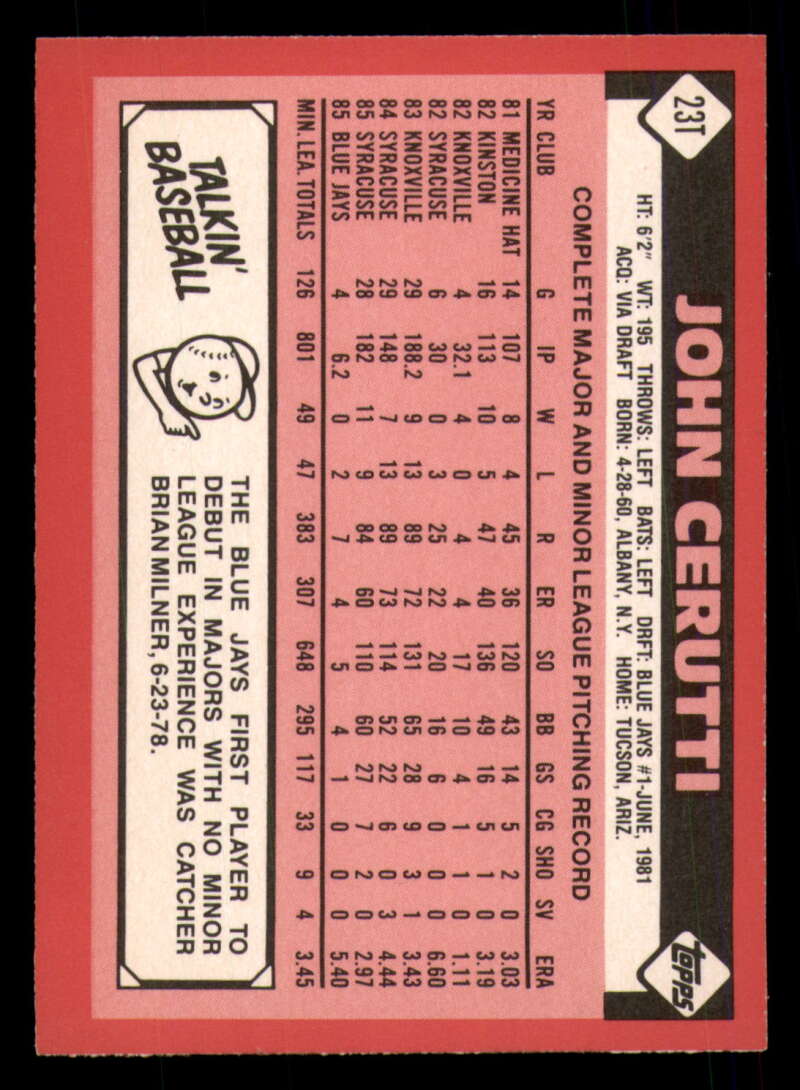 23T
JOHN CERUTTI
topps
HT: 6'2" WT: 195 THROWS: LEFT BATS: LEFT DRFT: BLUE JAYS #1-JUNE, 1981
ACQ: VIA DRAFT BORN: 4-28-60, ALBANY, N.Y. HOME: TUCSON, ARIZ.
COMPLETE MAJOR AND MINOR LEAGUE PITCHING RECORD
YR CLUB G IP W L R ER SO BB GS CG SHO SV ERA
81 MEDICINE HAT 14 107 8 4 45 36 120 43 14 5 2 0 3.03
82 KINSTON 16 113 10 5 47 40 136 49 16 5 1 0 3.19
82 KNOXVILLE 4 32.1 4 0 4 4 17 10 4 1 1 0 1.11
82 SYRACUSE 6 30 0 3 25 22 20 16 6 0 0 0 6.60
83 KNOXVILLE 29 188.2 9 13 89 72 131 65 28 9 3 1 3.43
84 SYRACUSE 29 148 7 13 89 73 114 52 22 6 0 3 4.44
85 SYRACUSE 28 182 11 9 84 60 110 60 27 7 2 0 2.97
85 BLUE JAYS 4 6.2 0 2 7 4 5 4 1 0 0 0 5.40
MIN. LEA. TOTALS 126 801 49 47 383 307 648 295 117 33 9 4 3.45
TALKIN'
BASEBALL
THE BLUE JAYS FIRST PLAYER TO
DEBUT IN MAJORS WITH NO MINOR
LEAGUE EXPERIENCE WAS CATCHER
BRIAN MILNER, 6-23-78.